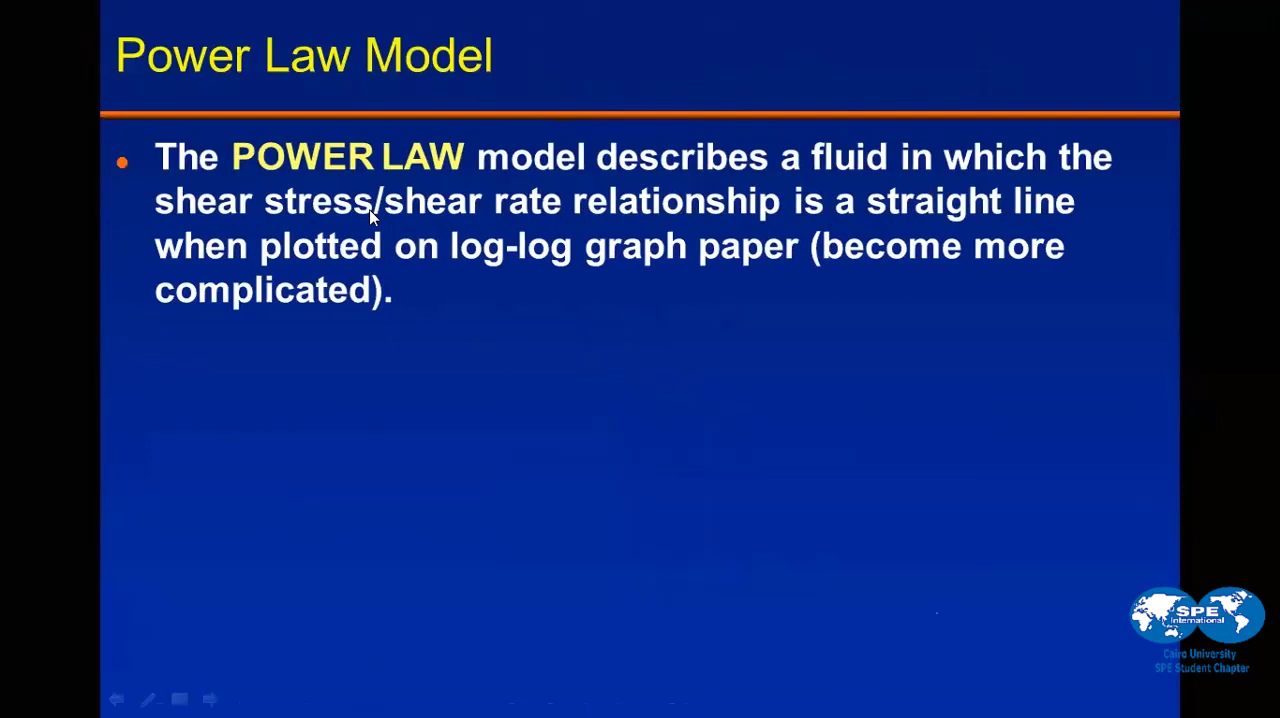 Power Law Model
The POWER LAW model describes a fluid in which the
shear stress/shear rate relationship is a straight line
when plotted on log-log graph paper (become more
complicated).
SPE
International
Cairo University
SPE Student Chapter